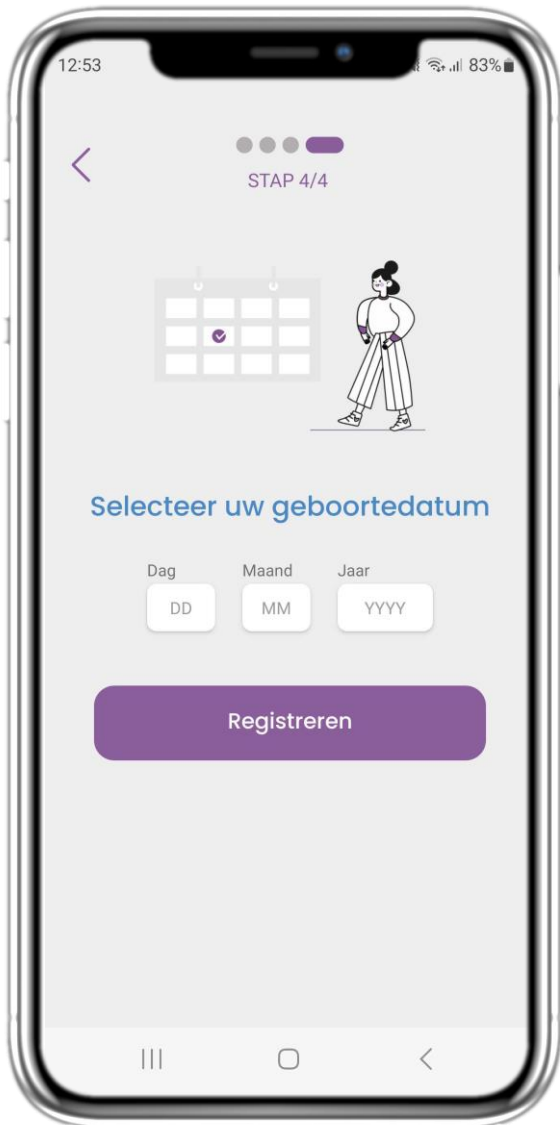 12:53
83%
STAP 4/4
Selecteer uw geboortedatum
Dag Maand Jaar
DD MM YYYY
Registreren